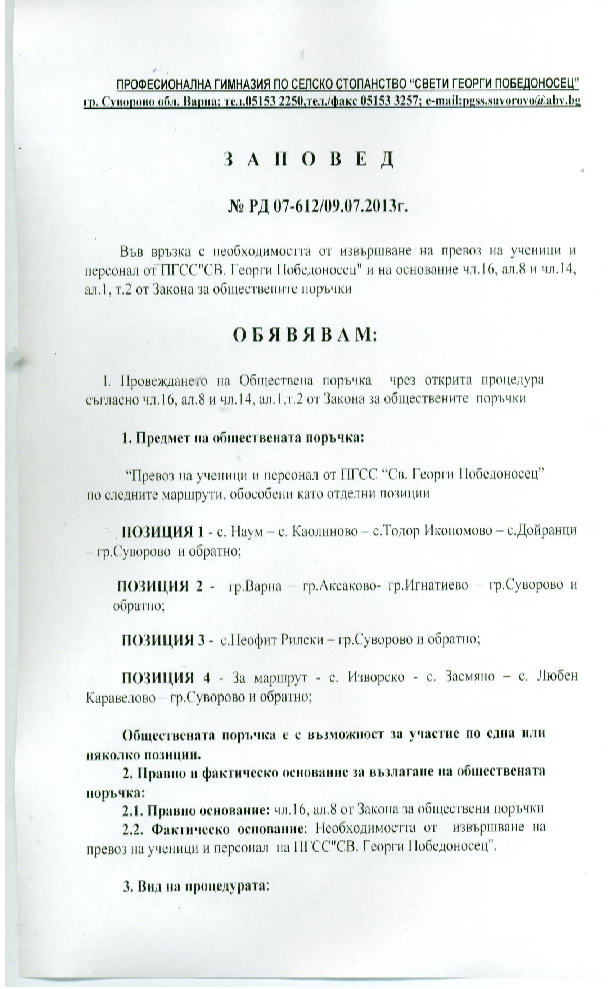 ПРОФЕСИОНАЛНА ГИМНАЗИЯ ПО СЕЛСКО СТОПАНСТВО “СВЕТИ ГЕОРГИ ПОБЕДОНОСЕЦ”
гр. Суворово обл. Варна; тел.05153 2250,тел./факс 05153 3257; e-mail:pgss.suvorovo@abv.bg
З А П О В Е Д
№ РД 07-612/09.07.2013г.
Във връзка с необходимостта от извършване на превоз на ученици и
персонал от ПГСС"СВ. Георги Победоносец" и на основание чл.16, ал.8 и чл.14,
ал.1, т.2 от Закона за обществените поръчки
О Б Я В Я В А М:
1. Провеждането на Обществена поръчка чрез открита процедура
съгласно чл.16, ал.8 и чл.14, ал.1,т.2 от Закона за обществените поръчки
1. Предмет на обществената поръчка:
“Превоз на ученици и персонал от ПГСС “Св. Георги Победоносец”
по следните маршрути, обособени като отделни позиции
ПОЗИЦИЯ 1 - с. Наум – с. Каолиново – с.Тодор Икономово – с.Дойранци
– гр.Суворово и обратно;
ПОЗИЦИЯ 2 - гр.Варна – гр.Аксаково- гр.Игнатиево – гр.Суворово и
обратно;
ПОЗИЦИЯ 3 - с.Неофит Рилски – гр.Суворово и обратно;
ПОЗИЦИЯ 4 - За маршрут - с. Изворско - с. Засмяно – с. Любен
Каравелово – гр.Суворово и обратно;
Обществената поръчка е с възможност за участие по една или
няколко позиции.
2. Правно и фактическо основание за възлагане на обществената
поръчка:
2.1. Правно основание: чл.16, ал.8 от Закона за обществени поръчки
2.2. Фактическо основание: Необходимостта от извършване на
превоз на ученици и персонал на ПГСС"СВ. Георги Победоносец".
3. Вид на процедурата: